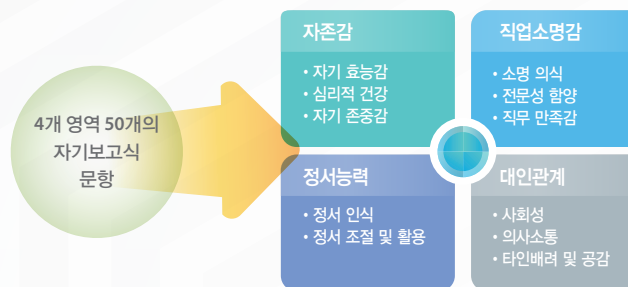 4개 영역 50개의
자기보고식
문항
자존감
• 자기 효능감
• 심리적 건강
• 자기 존중감
직업소명감
• 소명 의식
• 전문성 함양
• 직무 만족감
정서능력
• 정서 인식
• 정서 조절 및 활용
대인관계
• 사회성
• 의사소통
• 타인배려 및 공감